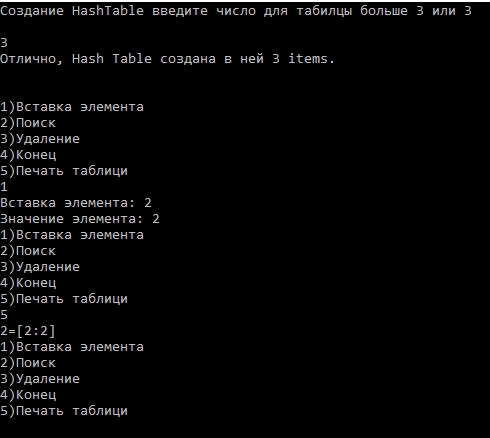 Создание HashTable введите число для табилцы больше 3 или 3
3
Отлично, Hash Table создана в ней 3 items.
1)Вставка элемента
2)Поиск
3)Удаление
4)Конец
5)Печать таблици
1
Вставка элемента: 2
Значение элемента: 2
1)Вставка элемента
2)Поиск
3)Удаление
4)Конец
5)Печать таблици
5
2=[2:2]
1)Вставка элемента
2)Поиск
3)Удаление
4)Конец
5)Печать таблици